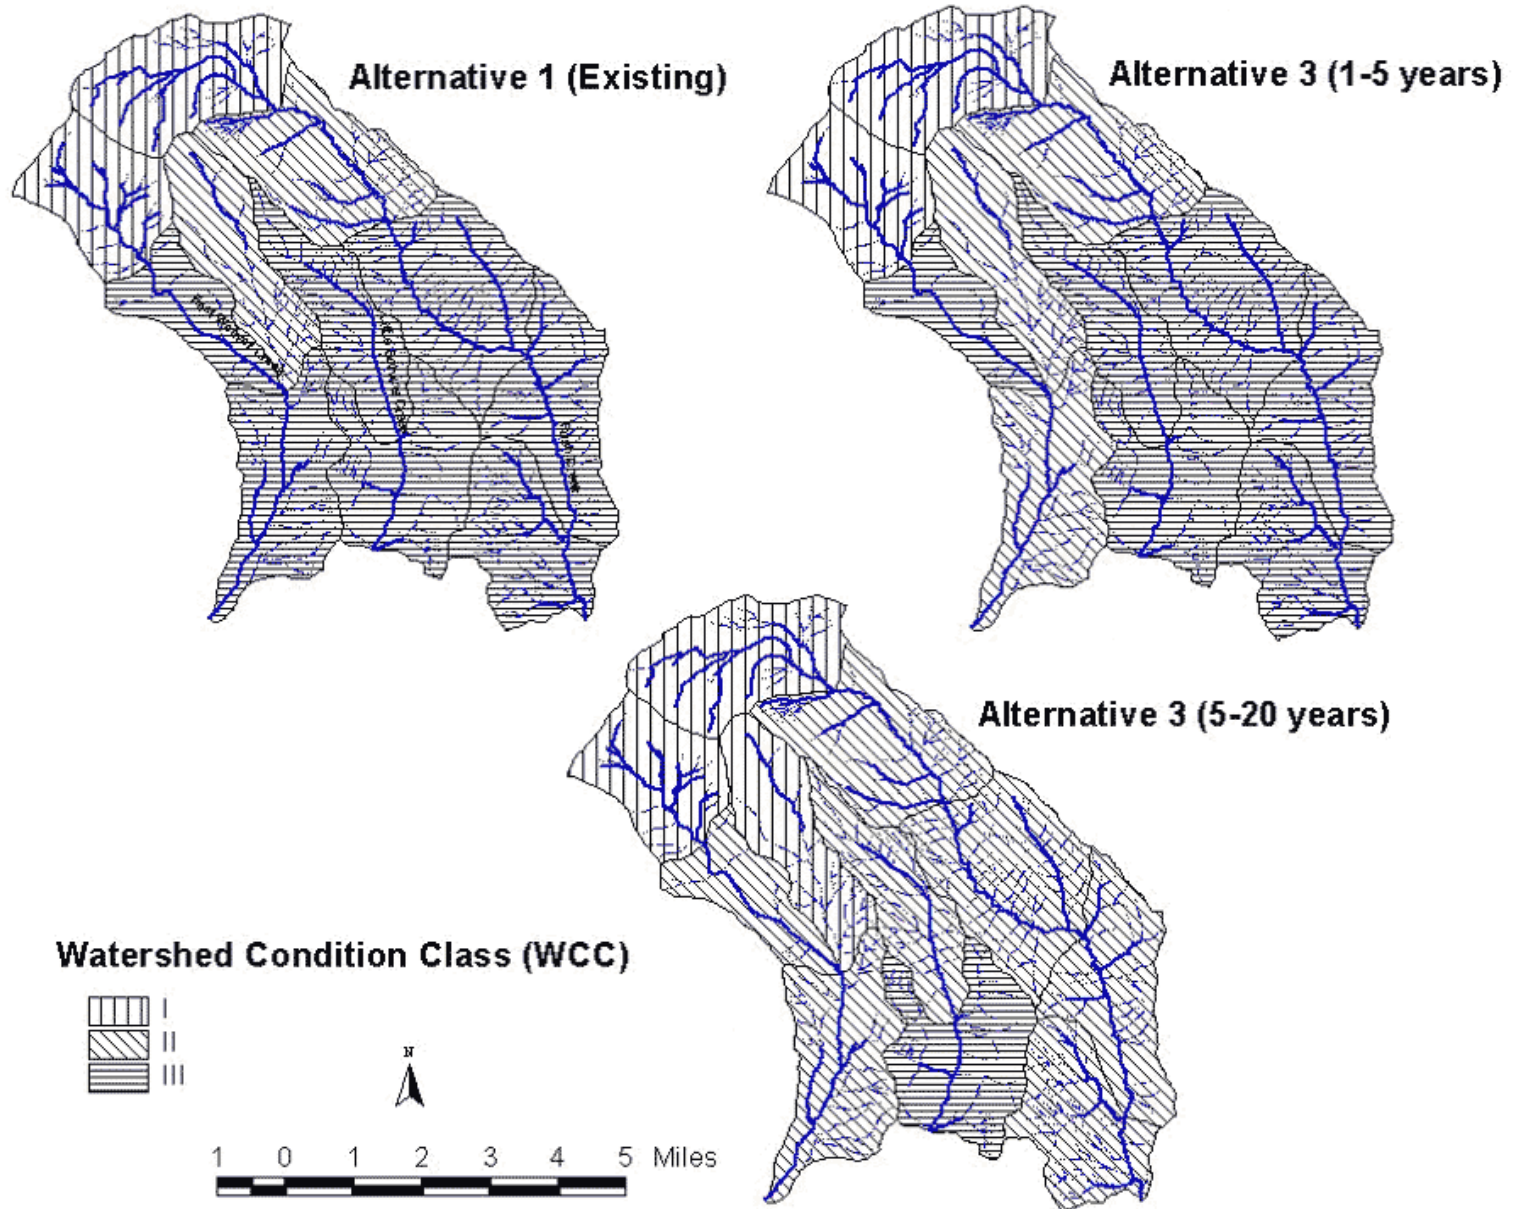 Alternative 1 (Existing)
Alternative 3 (1-5 years)
Alternative 3 (5-20 years)
Watershed Condition Class (WCC)
I
II
III
N
1 0 1 2 3 4 5 Miles